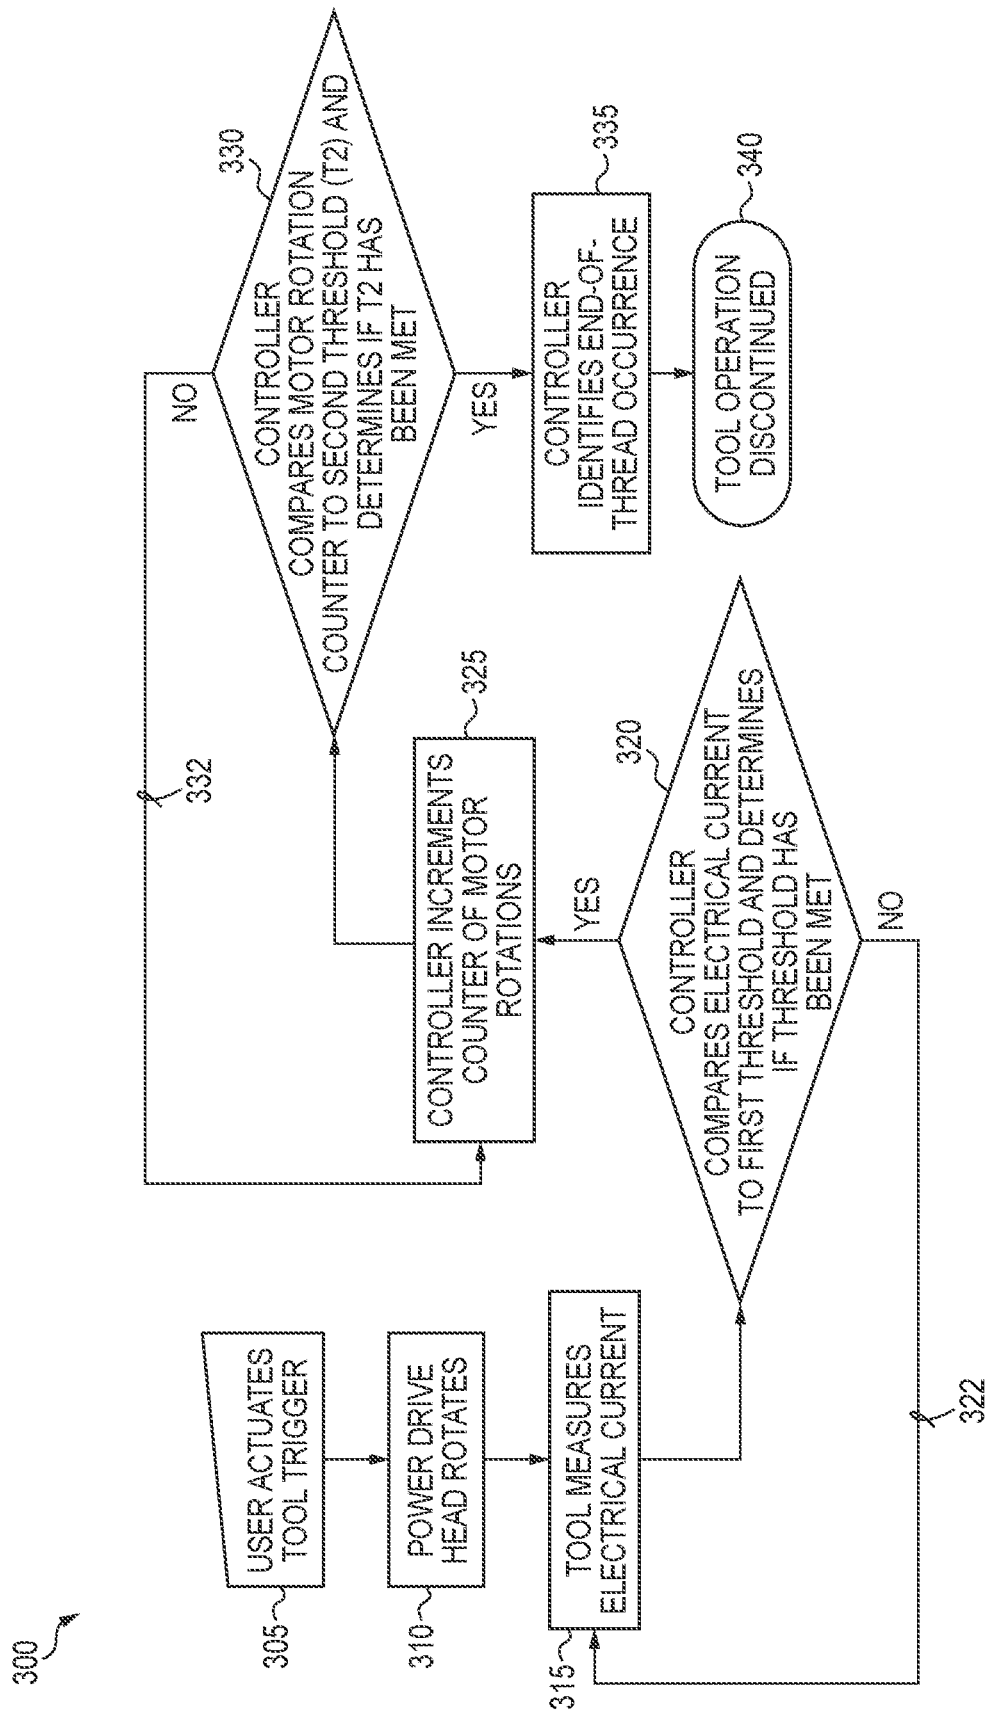 300
USER ACTUATES
TOOL TRIGGER
305
POWER DRIVE
HEAD ROTATES
310
TOOL MEASURES
ELECTRICAL CURRENT
315
CONTROLLER
COMPARES ELECTRICAL CURRENT
TO FIRST THRESHOLD AND DETERMINES
IF THRESHOLD HAS
BEEN MET
320
NO
322
YES
CONTROLLER INCREMENTS
COUNTER OF MOTOR
ROTATIONS
325
CONTROLLER
COMPARES MOTOR ROTATION
COUNTER TO SECOND THRESHOLD (T2) AND
DETERMINES IF T2 HAS
BEEN MET
330
NO
332
YES
CONTROLLER
IDENTIFIES END-OF-
THREAD OCCURRENCE
335
TOOL OPERATION
DISCONTINUED
340